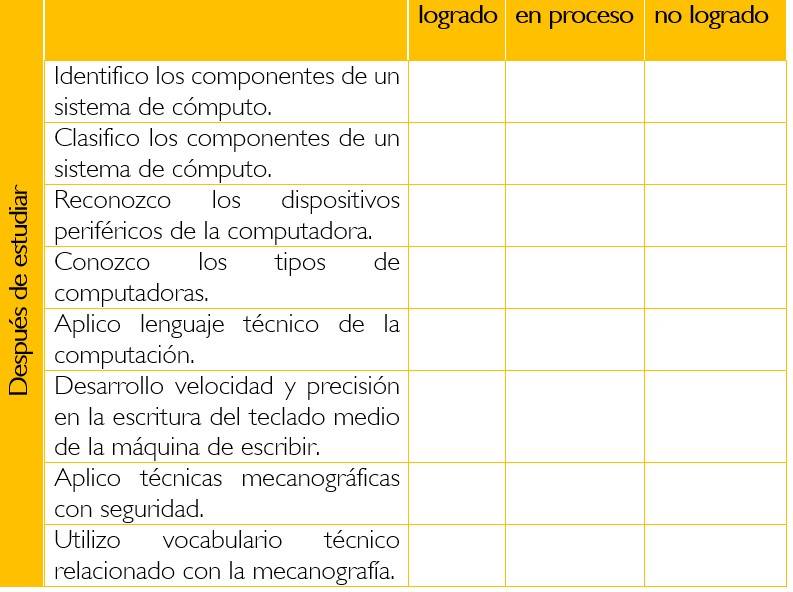 logrado en proceso no logrado
Después de estudiar
Identifico los componentes de un
sistema de cómputo.
Clasifico los componentes de un
sistema de cómputo.
Reconozco los dispositivos
periféricos de la computadora.
Conozco los tipos de
computadoras.
Aplico lenguaje técnico de la
computación.
Desarrollo velocidad y precisión
en la escritura del teclado medio
de la máquina de escribir.
Aplico técnicas mecanográficas
con seguridad.
Utilizo vocabulario técnico
relacionado con la mecanografía.